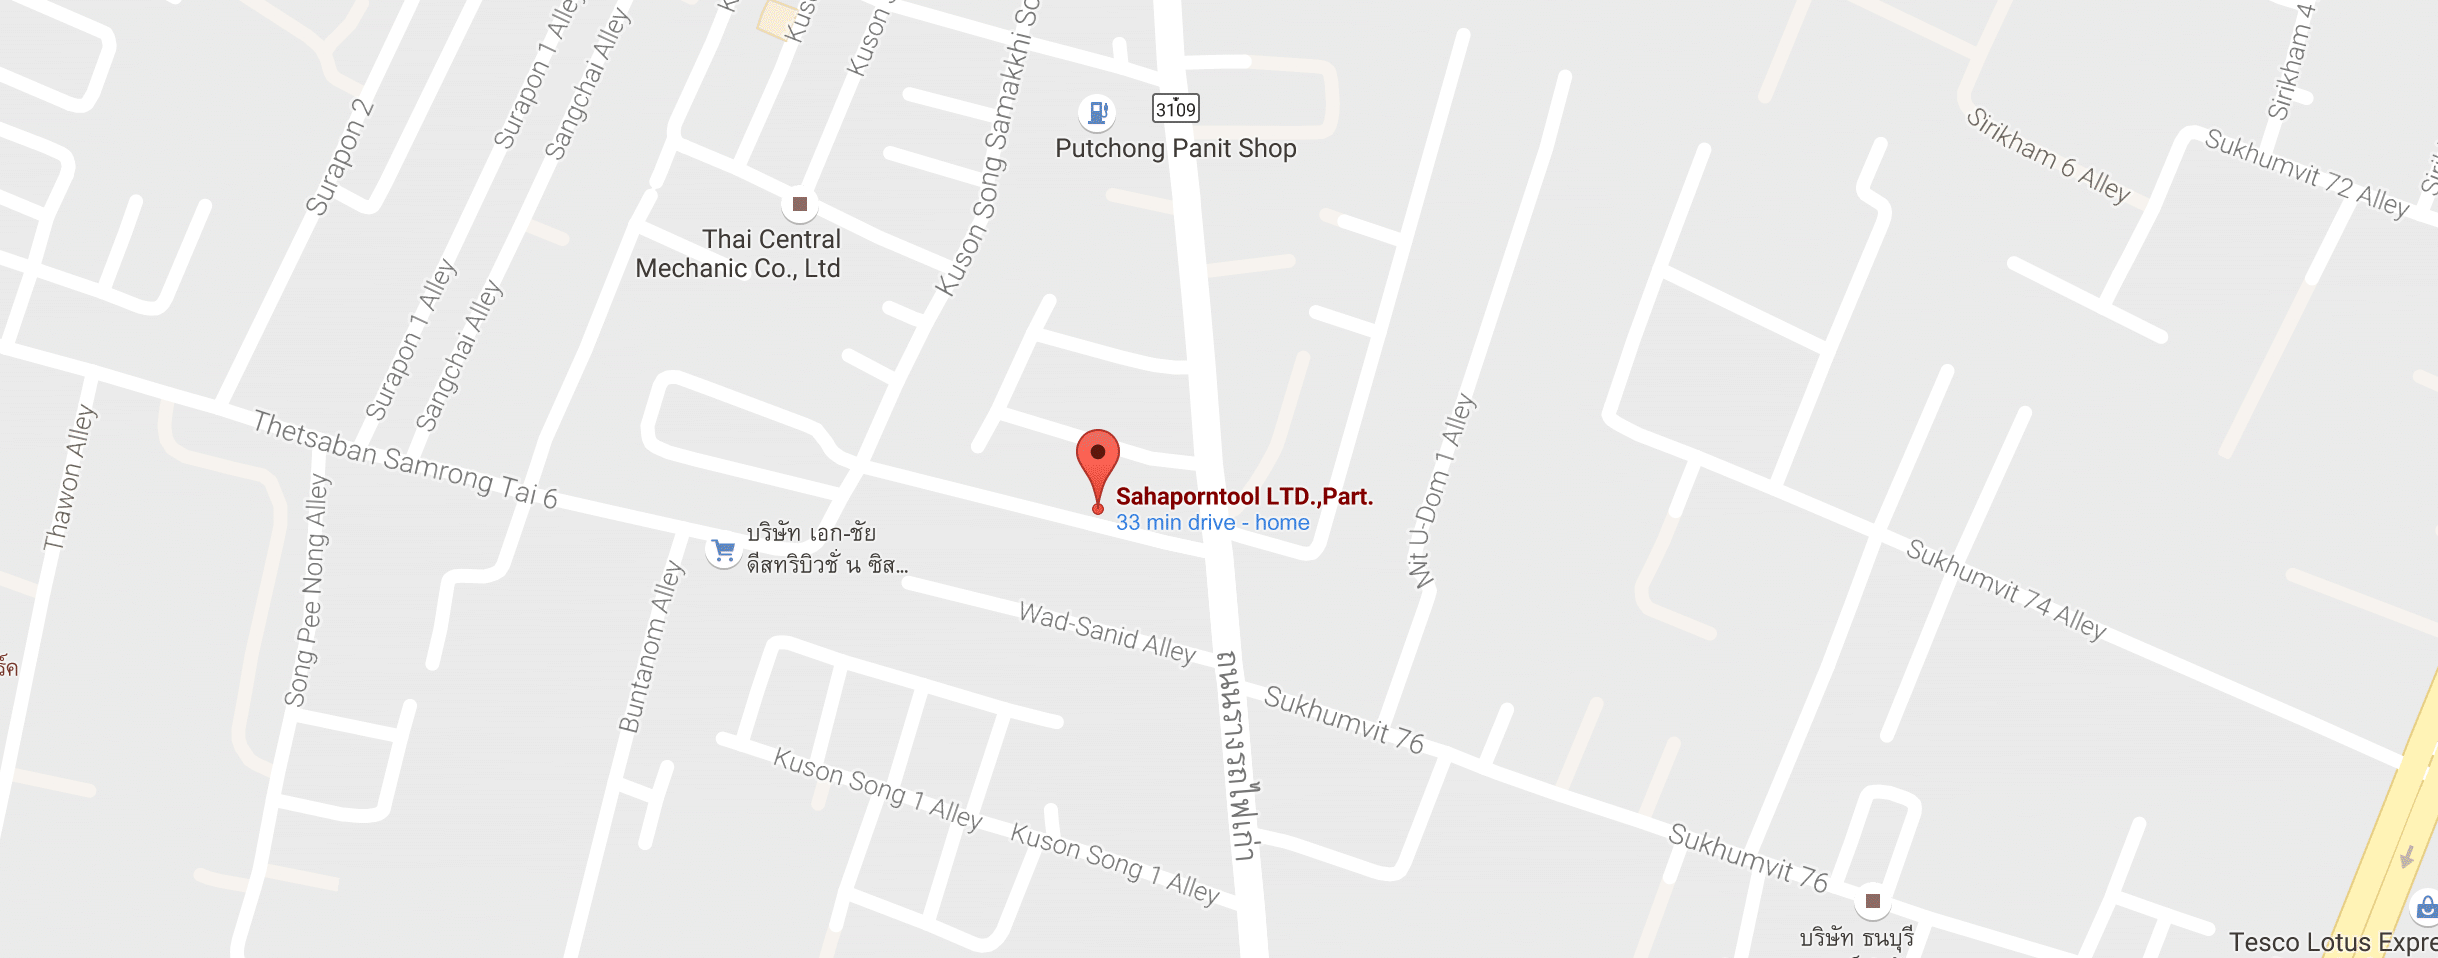 Surapon 1 Alley
Sangchai Alley
Kuson Song Samakkhi
Sirikham 4
3109
Surapon 2
Putchong Panit Shop
Sirikham 6 Alley
Sukhumvit 72 Alley
Thai Central
Mechanic Co., Ltd
Surapon 1 Alley
Sangchai Alley
Thawon Alley
Thetsaban Samrong Tai 6
Nit U-Dom 1 Alley
Sahaporntool LTD.,Part.
33 min drive - home
บริษัท เอก-ชัย
ดีสทริบิวชั่ น ซิส...
Song Pee Nong Alley
Buntanom Alley
Wad-Sanid Alley
Sukhumvit 74 Alley
ถนนรางรถไฟเก่า
Sukhumvit 76
Kuson Song 1 Alley
Kuson Song 1 Alley
Sukhumvit 76
บริษัท ธนบุรี
Tesco Lotus Expre